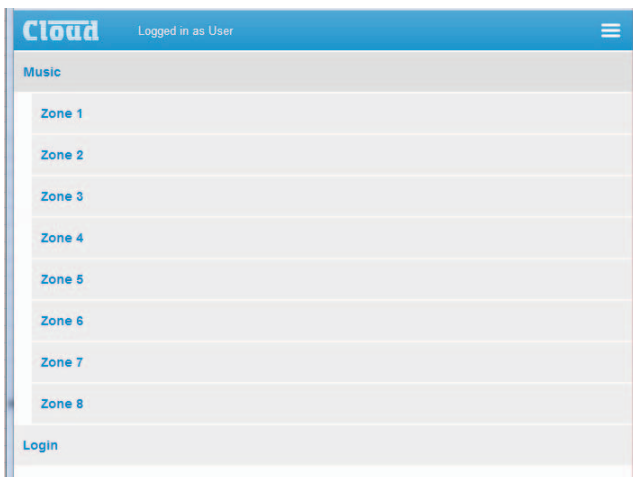 Cloud Logged in as User
Music
Zone 1
Zone 2
Zone 3
Zone 4
Zone 5
Zone 6
Zone 7
Zone 8
Login